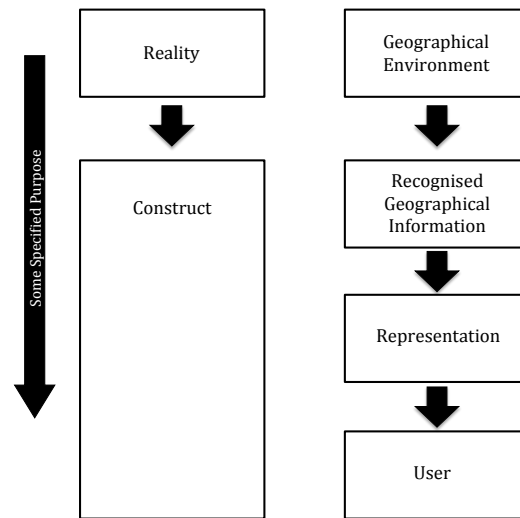 Some Specified Purpose
Reality
Construct
Geographical
Environment
Recognised
Geographical
Information
Representation
User